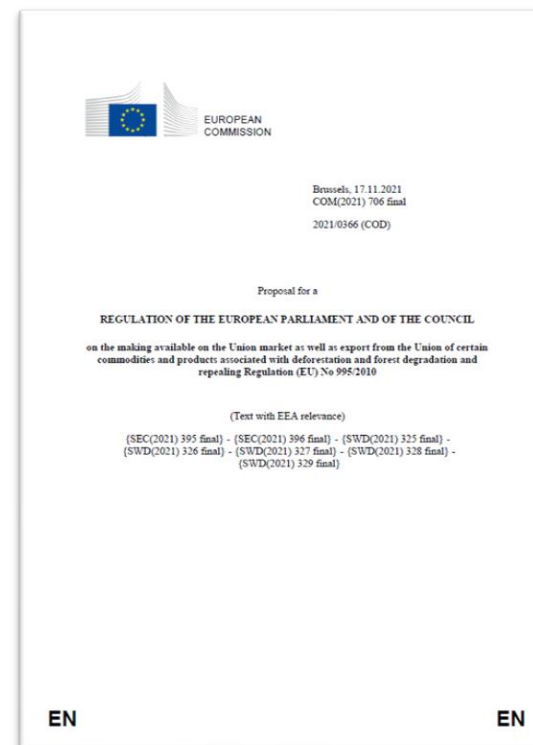 EUROPEAN
COMMISSION
Brussels, 17.11.2021
COM(2021) 706 final
2021/0366 (COD)
Proposal for a
REGULATION OF THE EUROPEAN PARLIAMENT AND OF THE COUNCIL
on the making available on the Union market as well as export from the Union of certain
commodities and products associated with deforestation and forest degradation and
repealing Regulation (EU) No 995/2010
(Text with EEA relevance)
{SEC(2021) 395 final} - {SEC(2021) 396 final} - {SWD(2021) 325 final} -
{SWD(2021) 326 final} - {SWD(2021) 327 final} - {SWD(2021) 328 final} -
{SWD(2021) 329 final}
EN EN